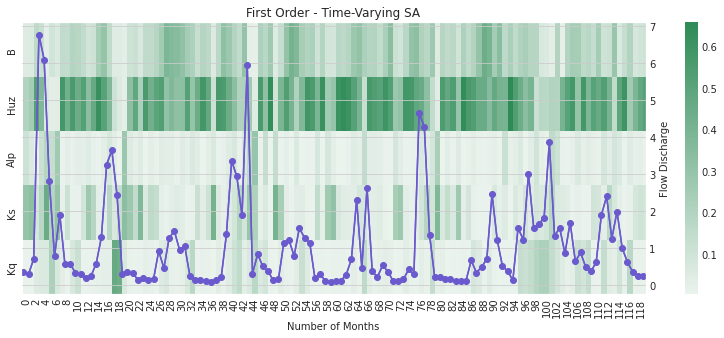 First Order - Time-Varying SA
B
Huz
Alp
Ks
Kq
7
6
5
4
3
2
1
0
Flow Discharge
0.6
0.5
0.4
0.3
0.2
0.1
0 2 4 6 8 10 12 14 16 18 20 22 24 26 28 30 32 34 36 38 40 42 44 46 48 50 52 54 56 58 60 62 64 66 68 70 72 74 76 78 80 82 84 86 88 90 92 94 96 98 100 102 104 106 108 110 112 114 116 118
Number of Months